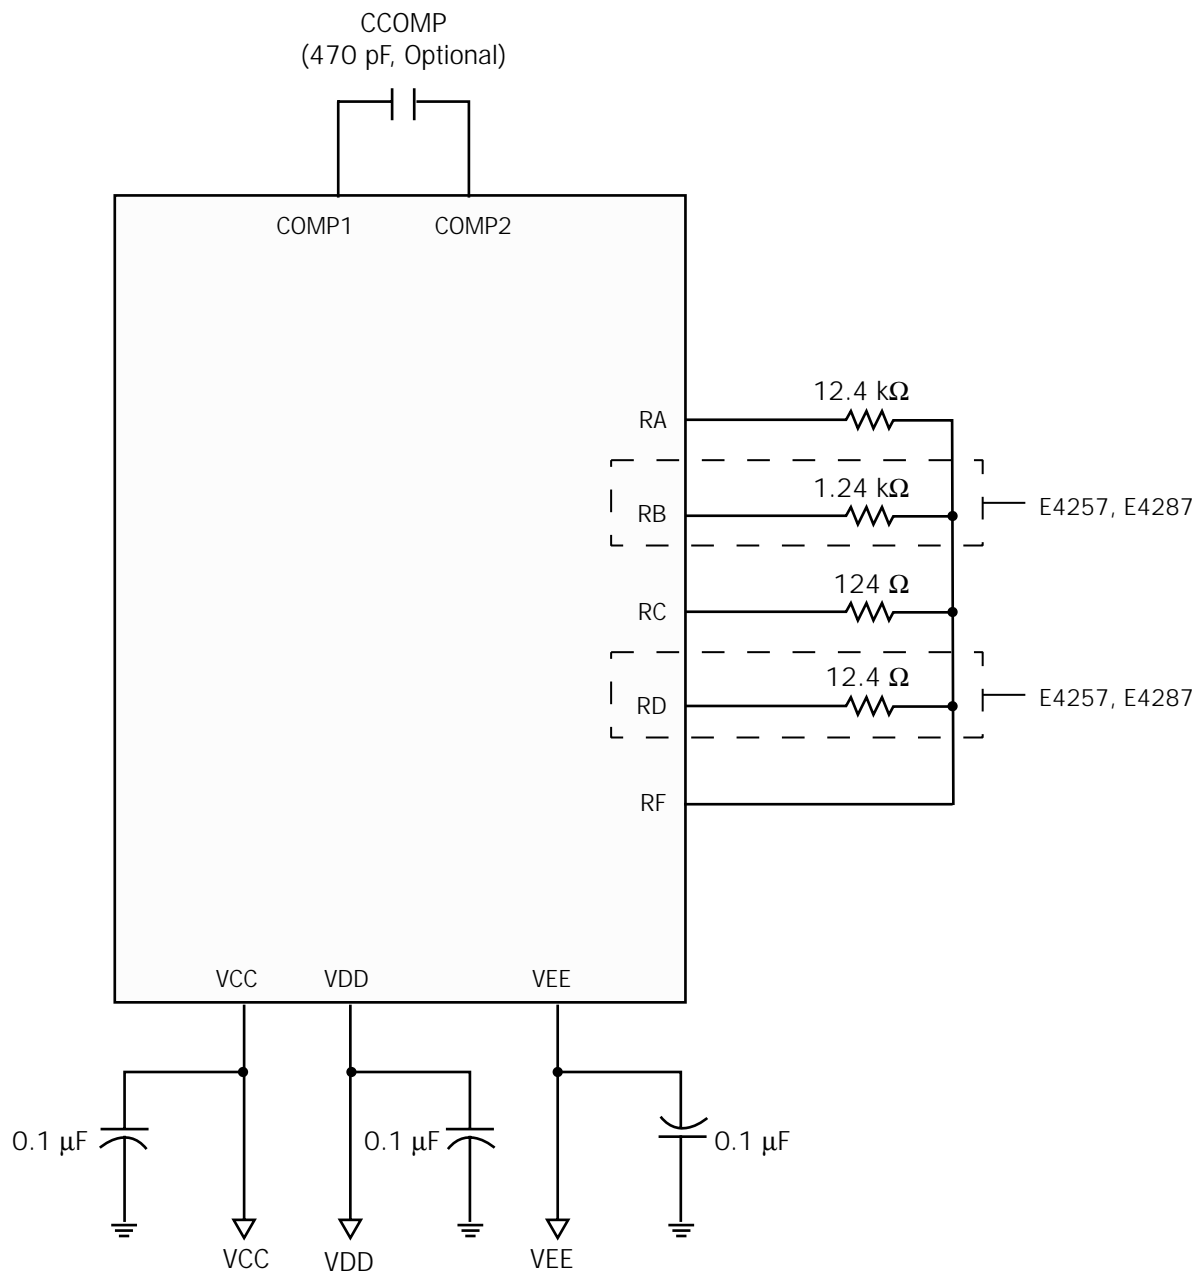 CCOMP
(470 pF, Optional)
COMP1 COMP2
12.4 kΩ
RA
1.24 kΩ
RB
E4257, E4287
124 Ω
RC
12.4 Ω
RD
E4257, E4287
RF
VCC VDD VEE
0.1 µF 0.1 µF 0.1 µF
VCC VDD VEE